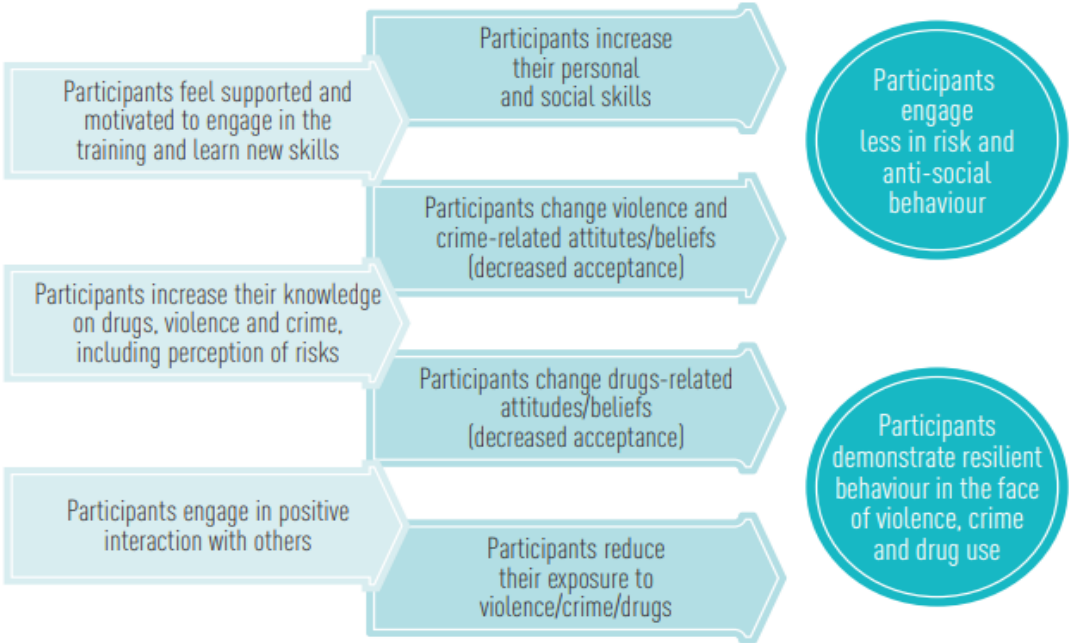 Participants feel supported and
motivated to engage in the
training and learn new skills
Participants increase their knowledge
on drugs, violence and crime,
including perception of risks
Participants engage in positive
interaction with others
Participants increase
their personal
and social skills
Participants change violence and
crime-related attitutes/beliefs
(decreased acceptance)
Participants change drugs-related
attitudes/beliefs
(decreased acceptance)
Participants reduce
their exposure to
violence/crime/drugs
Participants
engage
less in risk and
anti-social
behaviour
Participants
demonstrate resilient
behaviour in the face
of violence, crime
and drug use